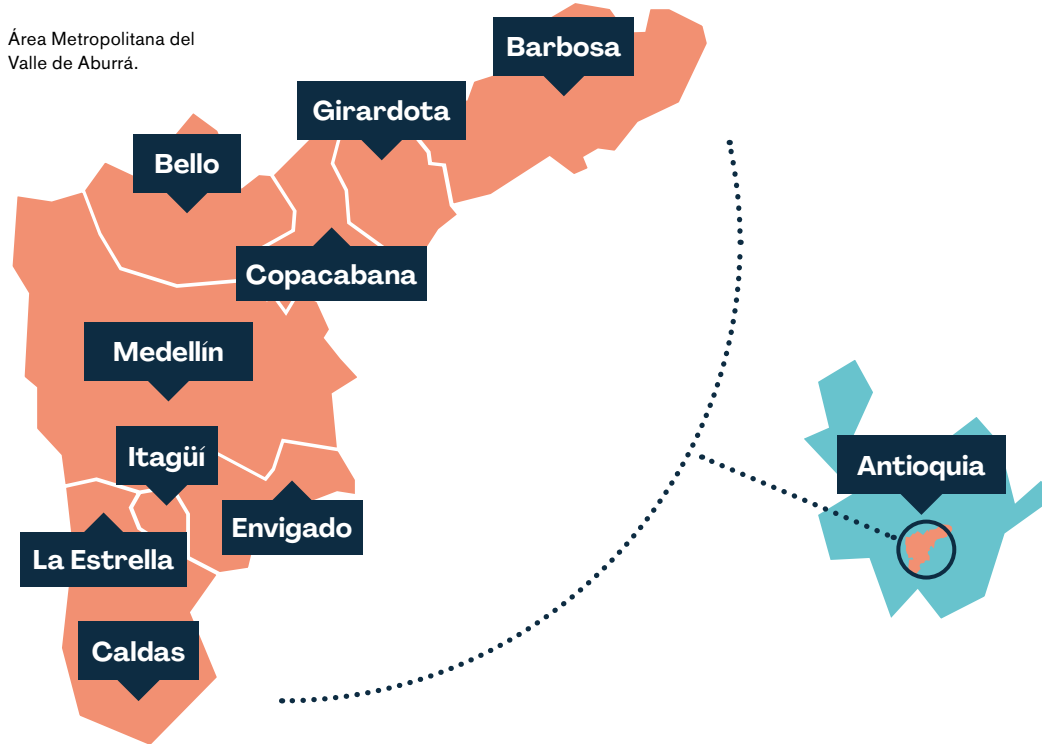 Área Metropolitana del
Valle de Aburrá.
Barbosa
Girardota
Bello
Copacabana
Medellín
Itagüí
Antioquia
Envigado
La Estrella
Caldas